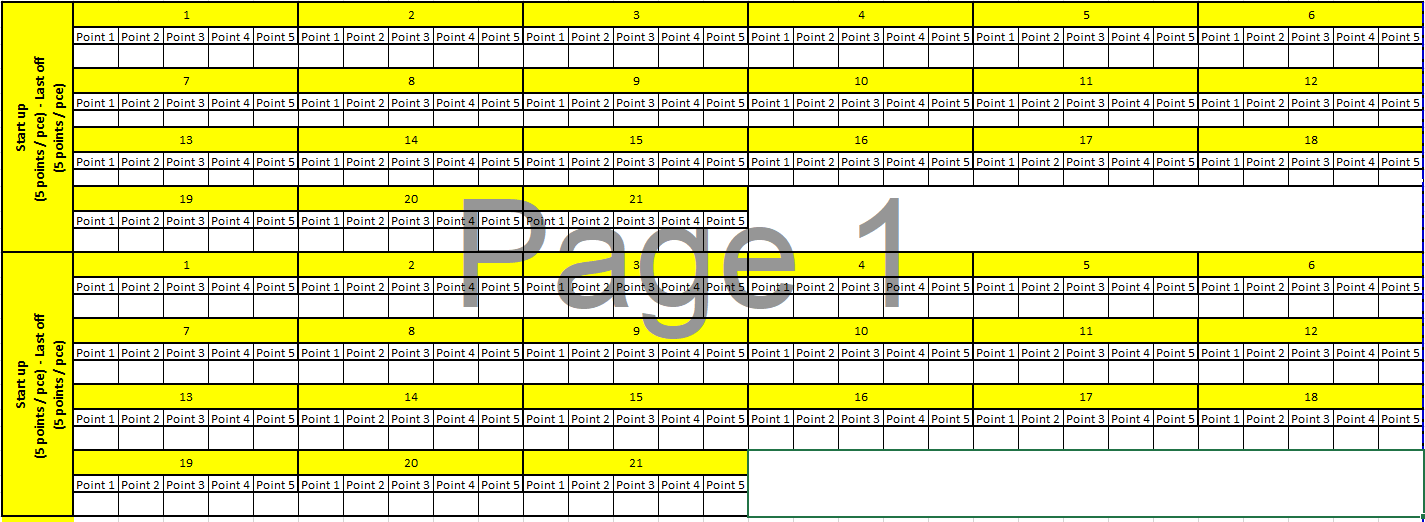 Start up
(5 points / pce) - Last off
(5 points / pce)
1 2 3 4 5 6
Point 1 Point 2 Point 3 Point 4 Point 5 Point 1 Point 2 Point 3 Point 4 Point 5 Point 1 Point 2 Point 3 Point 4 Point 5 Point 1 Point 2 Point 3 Point 4 Point 5 Point 1 Point 2 Point 3 Point 4 Point 5 Point 1 Point 2 Point 3 Point 4 Point 5
7 8 9 10 11 12
Point 1 Point 2 Point 3 Point 4 Point 5 Point 1 Point 2 Point 3 Point 4 Point 5 Point 1 Point 2 Point 3 Point 4 Point 5 Point 1 Point 2 Point 3 Point 4 Point 5 Point 1 Point 2 Point 3 Point 4 Point 5 Point 1 Point 2 Point 3 Point 4 Point 5
13 14 15 16 17 18
Point 1 Point 2 Point 3 Point 4 Point 5 Point 1 Point 2 Point 3 Point 4 Point 5 Point 1 Point 2 Point 3 Point 4 Point 5 Point 1 Point 2 Point 3 Point 4 Point 5 Point 1 Point 2 Point 3 Point 4 Point 5 Point 1 Point 2 Point 3 Point 4 Point 5
19 20 21
Point 1 Point 2 Point 3 Point 4 Point 5 Point 1 Point 2 Point 3 Point 4 Point 5 Point 1 Point 2 Point 3 Point 4 Point 5
Page 1
Start up
(5 points / pce) - Last off
(5 points / pce)
1 2 3 4 5 6
Point 1 Point 2 Point 3 Point 4 Point 5 Point 1 Point 2 Point 3 Point 4 Point 5 Point 1 Point 2 Point 3 Point 4 Point 5 Point 1 Point 2 Point 3 Point 4 Point 5 Point 1 Point 2 Point 3 Point 4 Point 5 Point 1 Point 2 Point 3 Point 4 Point 5
7 8 9 10 11 12
Point 1 Point 2 Point 3 Point 4 Point 5 Point 1 Point 2 Point 3 Point 4 Point 5 Point 1 Point 2 Point 3 Point 4 Point 5 Point 1 Point 2 Point 3 Point 4 Point 5 Point 1 Point 2 Point 3 Point 4 Point 5 Point 1 Point 2 Point 3 Point 4 Point 5
13 14 15 16 17 18
Point 1 Point 2 Point 3 Point 4 Point 5 Point 1 Point 2 Point 3 Point 4 Point 5 Point 1 Point 2 Point 3 Point 4 Point 5 Point 1 Point 2 Point 3 Point 4 Point 5 Point 1 Point 2 Point 3 Point 4 Point 5 Point 1 Point 2 Point 3 Point 4 Point 5
19 20 21
Point 1 Point 2 Point 3 Point 4 Point 5 Point 1 Point 2 Point 3 Point 4 Point 5 Point 1 Point 2 Point 3 Point 4 Point 5